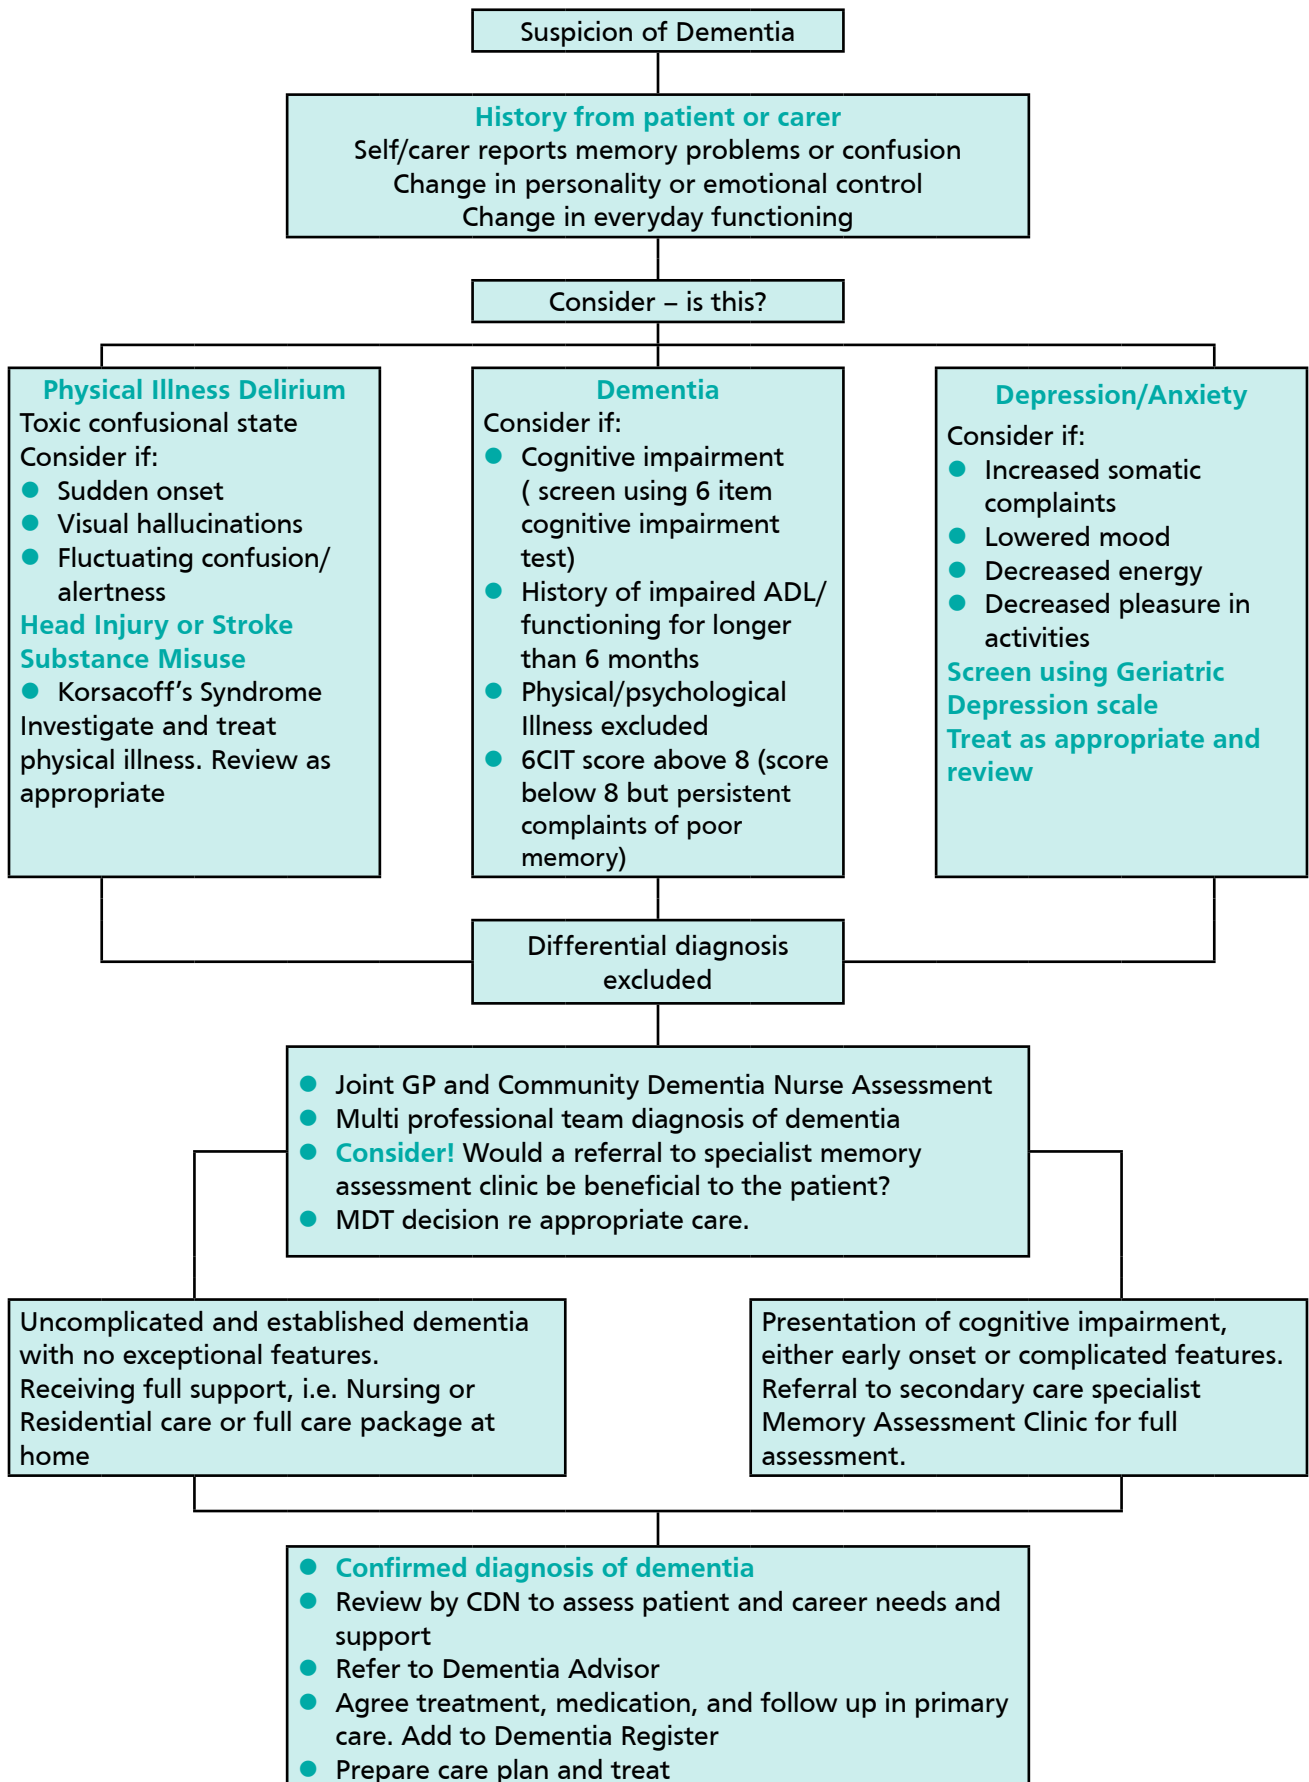 Suspicion of Dementia
History from patient or carer
Self/carer reports memory problems or confusion
Change in personality or emotional control
Change in everyday functioning
Consider – is this?
Physical Illness Delirium
Toxic confusional state
Consider if:
● Sudden onset
● Visual hallucinations
● Fluctuating confusion/
alertness
Head Injury or Stroke
Substance Misuse
● Korsacoff’s Syndrome
Investigate and treat
physical illness. Review as
appropriate
Dementia
Consider if:
● Cognitive impairment
( screen using 6 item
cognitive impairment
test)
● History of impaired ADL/
functioning for longer
than 6 months
● Physical/psychological
Illness excluded
● 6CIT score above 8 (score
below 8 but persistent
complaints of poor
memory)
Depression/Anxiety
Consider if:
● Increased somatic
complaints
● Lowered mood
● Decreased energy
● Decreased pleasure in
activities
Screen using Geriatric
Depression scale
Treat as appropriate and
review
Differential diagnosis
excluded
● Joint GP and Community Dementia Nurse Assessment
● Multi professional team diagnosis of dementia
● Consider! Would a referral to specialist memory
assessment clinic be beneficial to the patient?
● MDT decision re appropriate care.
Uncomplicated and established dementia
with no exceptional features.
Receiving full support, i.e. Nursing or
Residential care or full care package at
home
Presentation of cognitive impairment,
either early onset or complicated features.
Referral to secondary care specialist
Memory Assessment Clinic for full
assessment.
● Confirmed diagnosis of dementia
● Review by CDN to assess patient and career needs and
support
● Refer to Dementia Advisor
● Agree treatment, medication, and follow up in primary
care. Add to Dementia Register
● Prepare care plan and treat